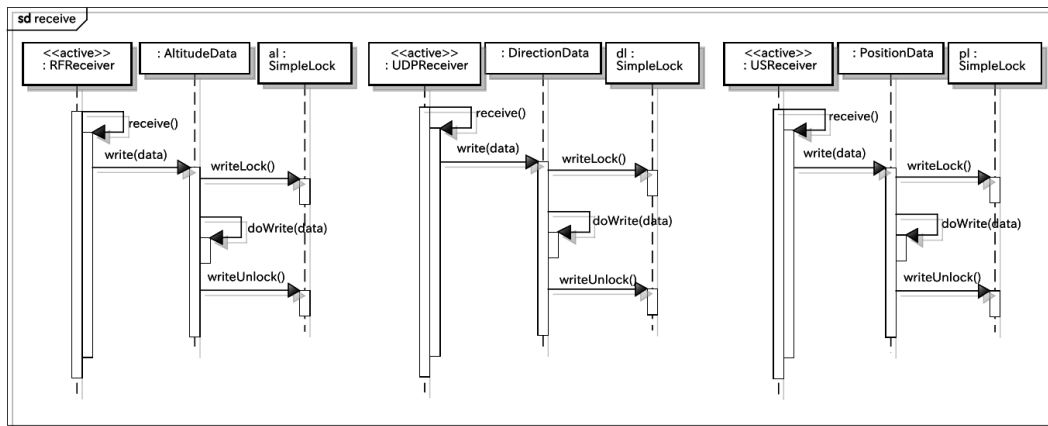 sd receive
<<active>>
: RFReceiver
: AltitudeData
al :
SimpleLock
<<active>>
: UDPReceiver
: DirectionData
dl :
SimpleLock
<<active>>
: USReceiver
: PositionData
pl :
SimpleLock
receive()
write(data)
writeLock()
doWrite(data)
writeUnlock()
receive()
write(data)
writeLock()
doWrite(data)
writeUnlock()
receive()
write(data)
writeLock()
doWrite(data)
writeUnlock()